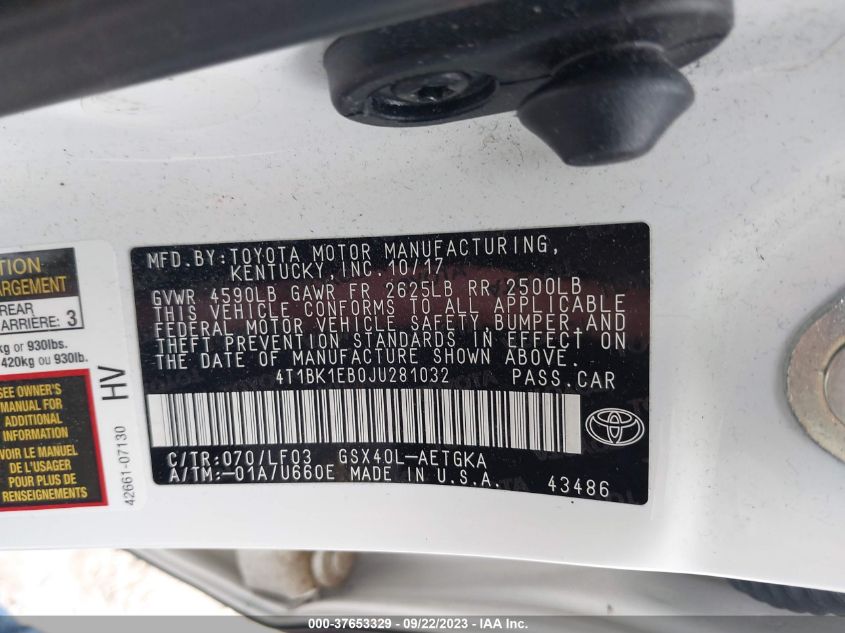 MFD.BY:TOYOTA MOTOR MANUFACTURING,
KENTUCKY,INC. 10/17
GVWR 4590LB GAWR FR 2625LB RR 2500LB
THIS VEHICLE CONFORMS TO ALL APPLICABLE
FEDERAL MOTOR VEHICLE SAFETY,BUMPER,AND
THEFT PREVENTION STANDARDS IN EFFECT ON
THE DATE OF MANUFACTURE SHOWN ABOVE.
4T1BK1EB0JU281032 PASS.CAR
C/TR:070/LF03 GSX40L-AETGKA
A/TM:-01A/U660E MADE IN U.S.A.
43486
TION
ARGEMENT
REAR
ARRIÈRE: 3
kg or 930lbs.
420kg ou 930lb.
SEE OWNER'S
MANUAL FOR
ADDITIONAL
INFORMATION
VOIR LE MANUEL
DE L'USAGER
POUR PLUS DE
RENSEIGNEMENTS
HV
42661-07130
000-37653329 - 09/22/2023 - IAA Inc.